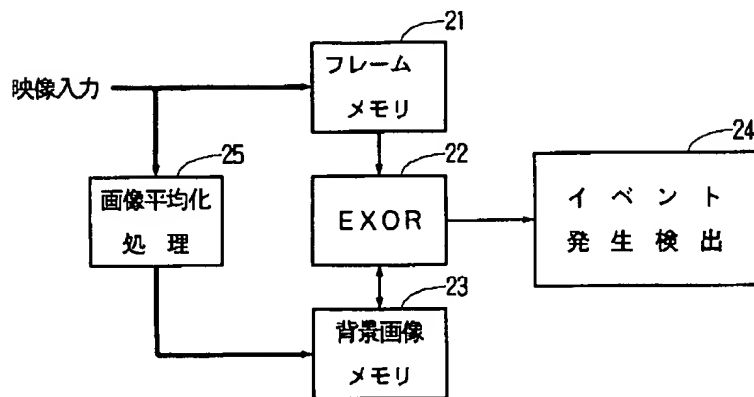 21
フレーム
メモリ
映像入力
25
画像平均化
処理
22
EXOR
24
イベント
発生検出
23
背景画像
メモリ